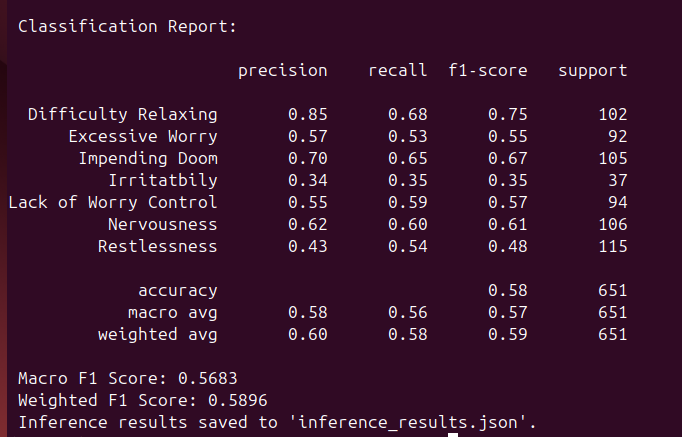 Classification Report:
precision recall f1-score support
Difficulty Relaxing 0.85 0.68 0.75 102
Excessive Worry 0.57 0.53 0.55 92
Impending Doom 0.70 0.65 0.67 105
Irritatbily 0.34 0.35 0.35 37
Lack of Worry Control 0.55 0.59 0.57 94
Nervousness 0.62 0.60 0.61 106
Restlessness 0.43 0.54 0.48 115
accuracy 0.58 651
macro avg 0.58 0.56 0.57 651
weighted avg 0.60 0.58 0.59 651
Macro F1 Score: 0.5683
Weighted F1 Score: 0.5896
Inference results saved to 'inference_results.json'.